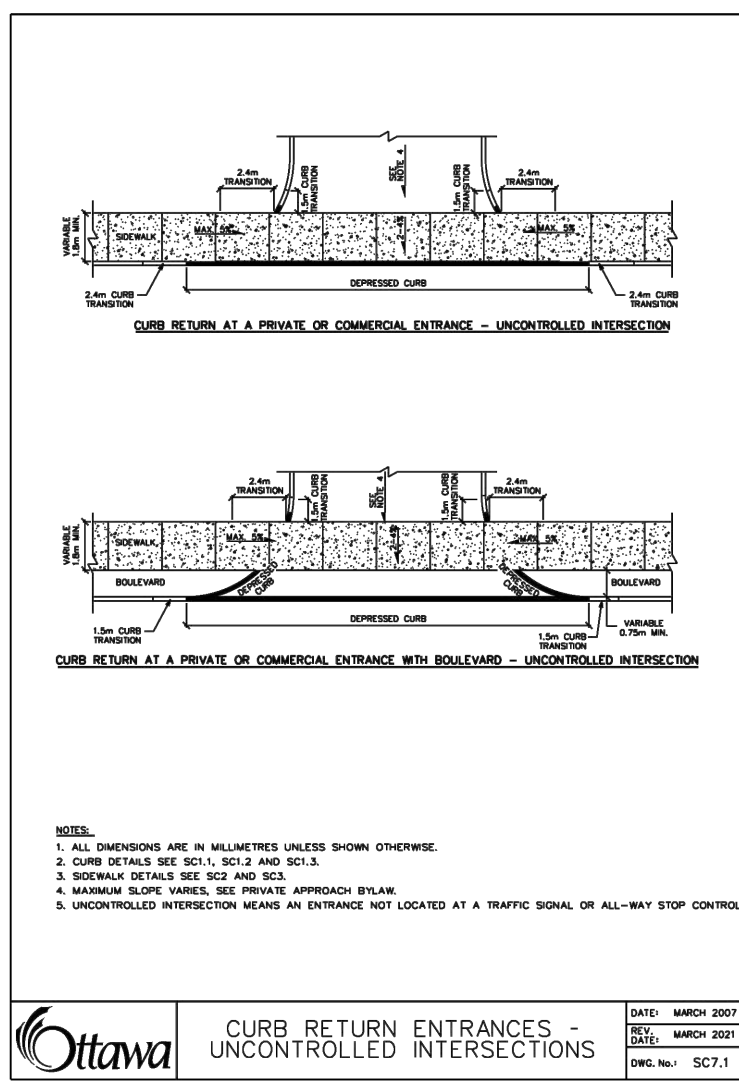 2.4m
TRANSITION
1.5m CURB
TRANSITION
SEE
NOTE 4
1.5m CURB
TRANSITION
2.4m
TRANSITION
VARIABLE
1.8m MIN.
SIDEWALK
MAX. 5%
2-4%
MAX. 5%
2.4m CURB
TRANSITION
DEPRESSED CURB
2.4m CURB
TRANSITION
CURB RETURN AT A PRIVATE OR COMMERCIAL ENTRANCE - UNCONTROLLED INTERSECTION
2.4m
TRANSITION
1.5m CURB
TRANSITION
SEE
NOTE 4
1.5m CURB
TRANSITION
2.4m
TRANSITION
VARIABLE
1.8m MIN.
SIDEWALK
MAX. 5%
2-4%
MAX. 5%
BOULEVARD
DEPRESSED
CURB
DEPRESSED
CURB
BOULEVARD
1.5m CURB
TRANSITION
DEPRESSED CURB
1.5m CURB
TRANSITION
VARIABLE
0.75m MIN.
CURB RETURN AT A PRIVATE OR COMMERCIAL ENTRANCE WITH BOULEVARD - UNCONTROLLED INTERSECTION
NOTES:
1. ALL DIMENSIONS ARE IN MILLIMETRES UNLESS SHOWN OTHERWISE.
2. CURB DETAILS SEE SC1.1, SC1.2 AND SC1.3.
3. SIDEWALK DETAILS SEE SC2 AND SC3.
4. MAXIMUM SLOPE VARIES, SEE PRIVATE APPROACH BYLAW.
5. UNCONTROLLED INTERSECTION MEANS AN ENTRANCE NOT LOCATED AT A TRAFFIC SIGNAL OR ALL-WAY STOP CONTROL
Ottawa
CURB RETURN ENTRANCES -
UNCONTROLLED INTERSECTIONS
DATE: MARCH 2007
REV. DATE: MARCH 2021
DWG. No.: SC7.1